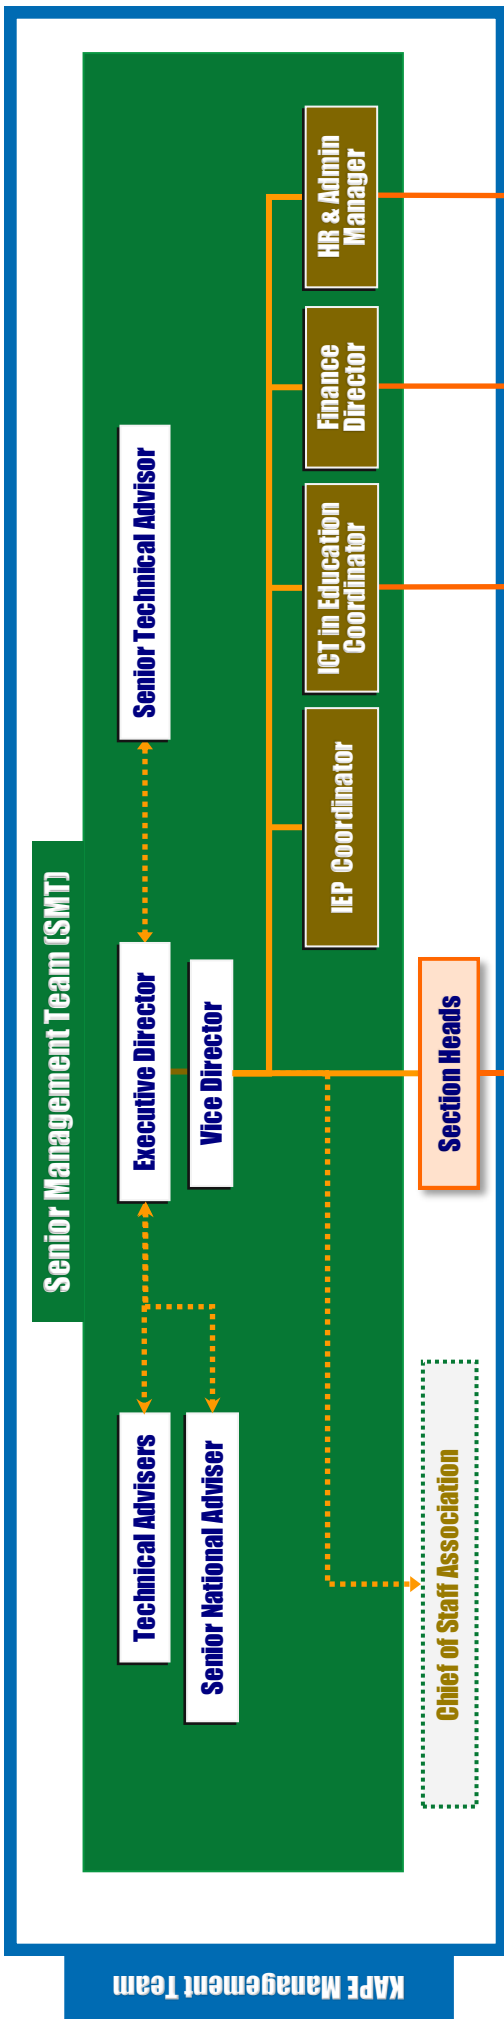 KAPE Management Team
Senior Management Team (SMT)
Technical Advisers
Executive Director
Senior Technical Advisor
Senior National Adviser
Vice Director
IEP Coordinator
ICT in Education
Coordinator
Finance
Director
HR & Admin
Manager
Chief of Staff Association
Section Heads